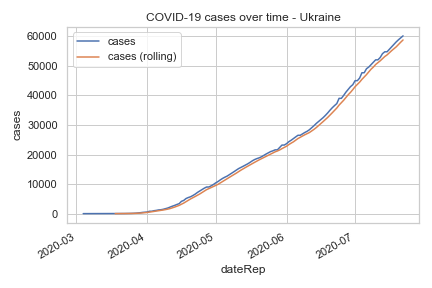 COVID-19 cases over time - Ukraine
cases
cases (rolling)
60000
50000
40000
30000
20000
10000
0
cases
2020-03
2020-04
2020-05
2020-06
2020-07
dateRep